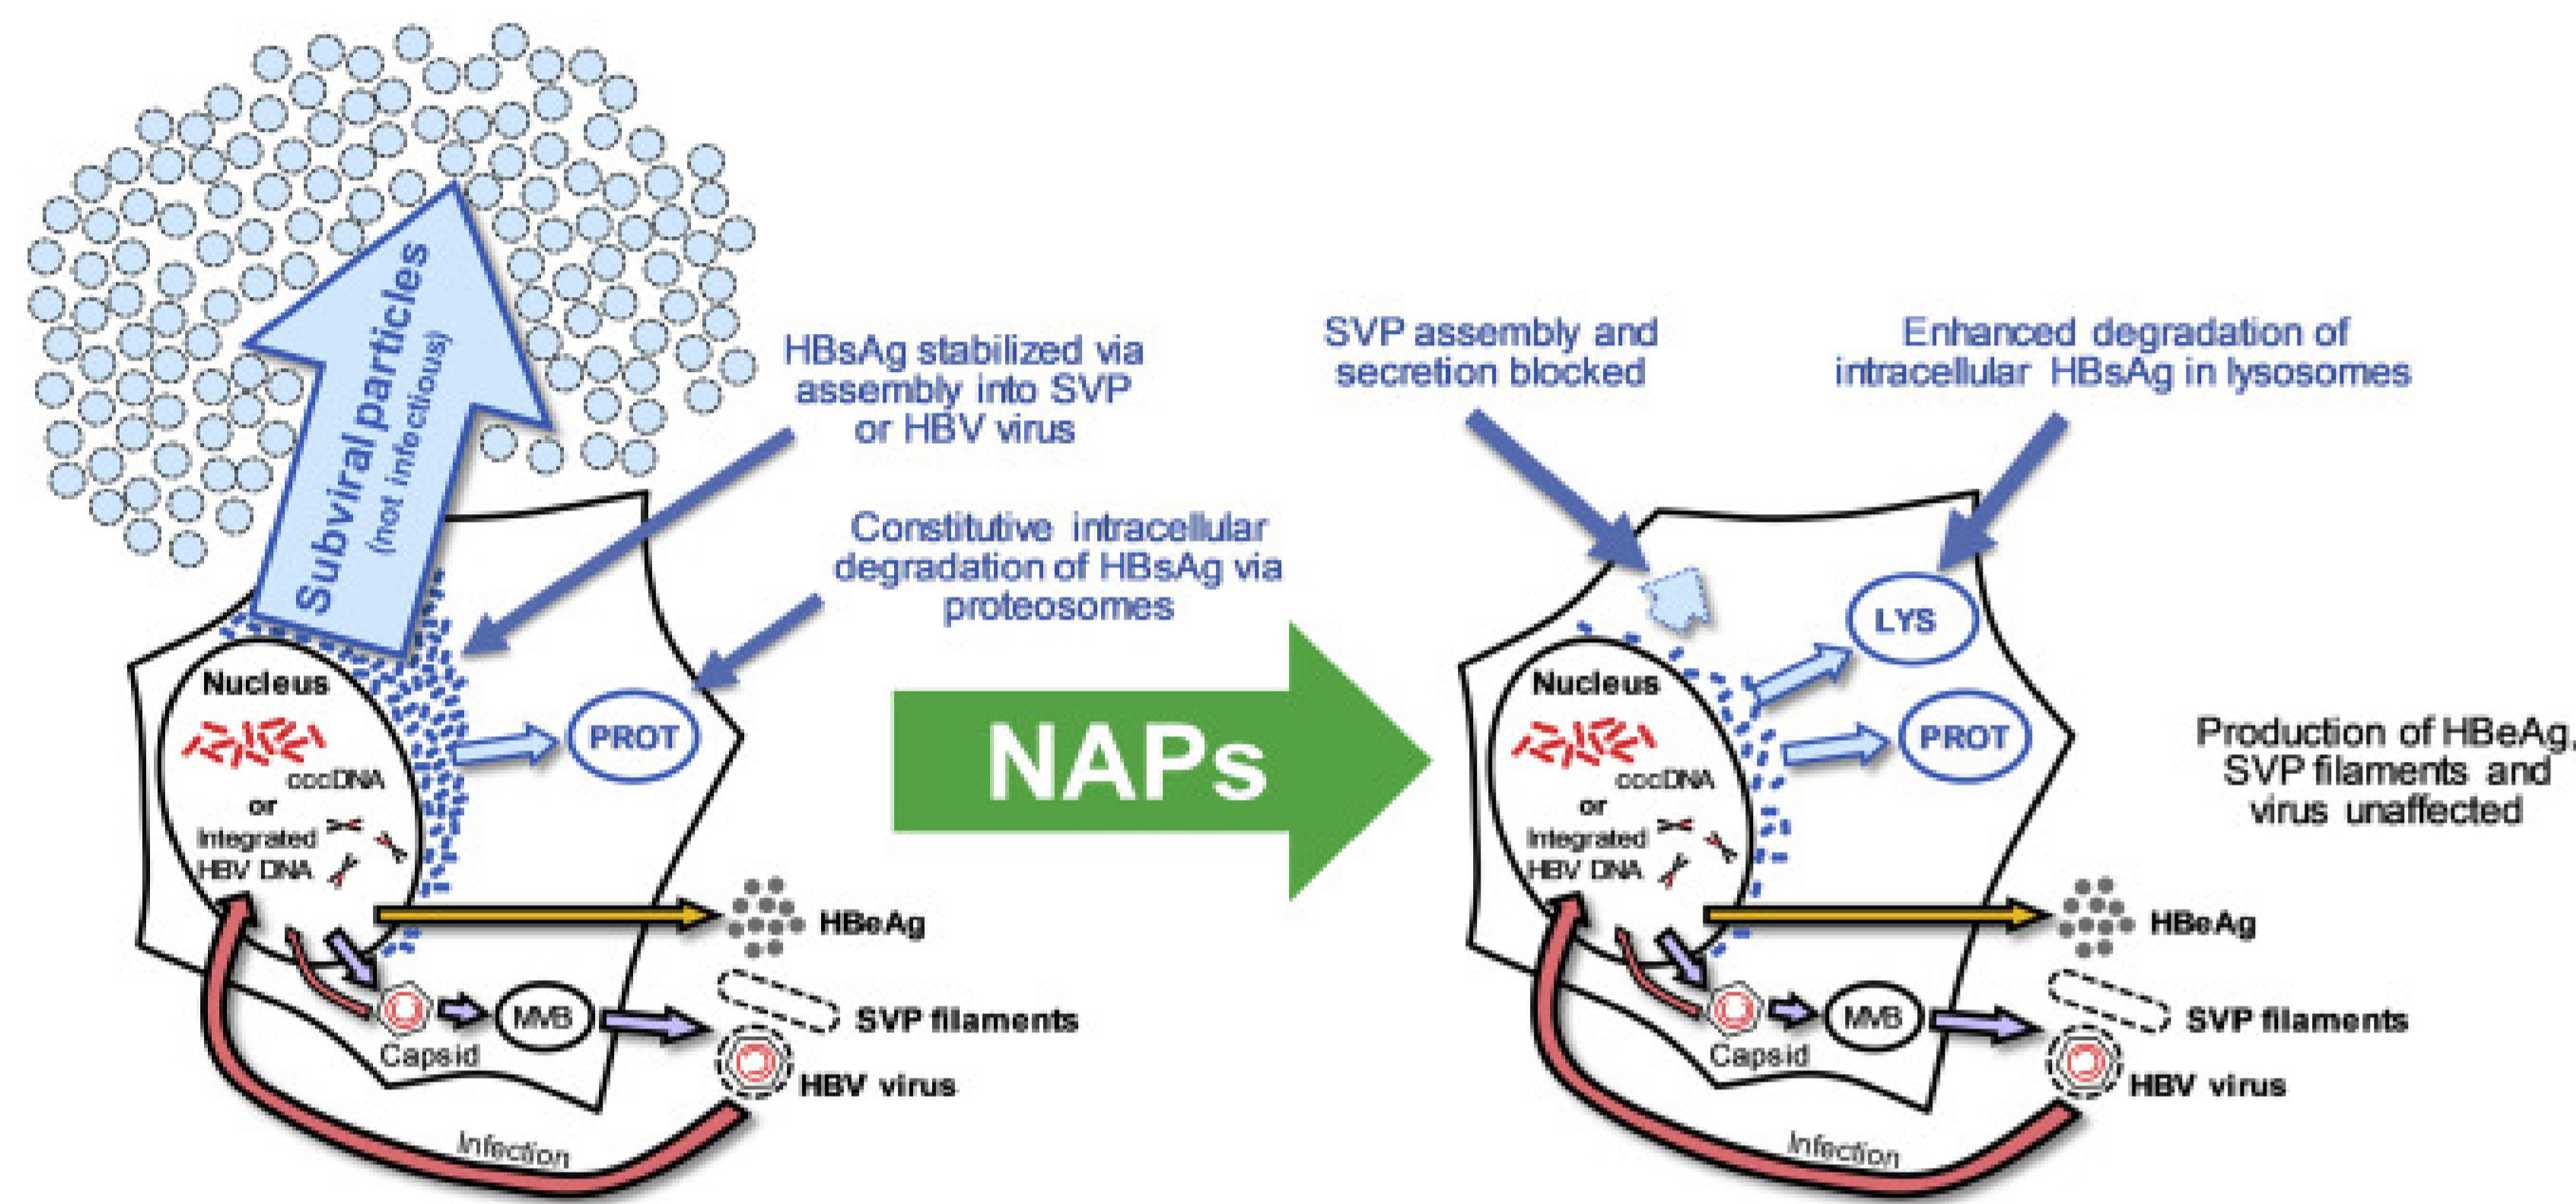 Subviral particles
(not infectious)
HBsAg stabilized via
assembly into SVP
or HBV virus
Constitutive intracellular
degradation of HBsAg via
proteosomes
Nucleus
cccDNA
or
Integrated
HBV DNA
PROT
HBeAg
MVB
Capsid
SVP filaments
HBV virus
Infection
NAPs
SVP assembly and
secretion blocked
Enhanced degradation of
intracellular HBsAg in lysosomes
LYS
PROT
Nucleus
cccDNA
or
Integrated
HBV DNA
Production of HBeAg,
SVP filaments and
virus unaffected
HBeAg
MVB
Capsid
SVP filaments
HBV virus
Infection